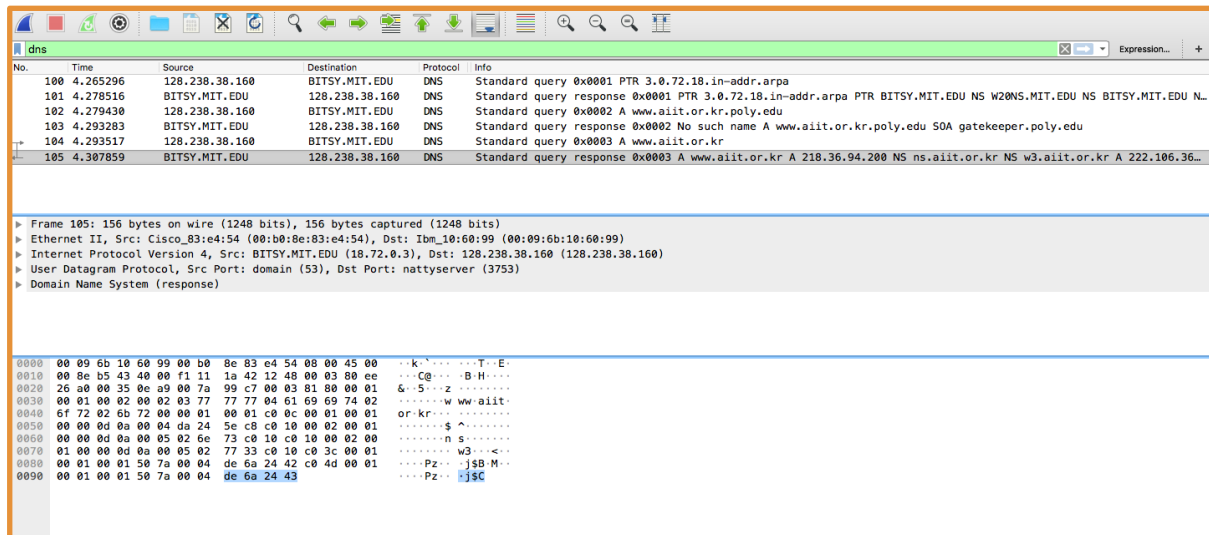 dns
Expression...
+
No. Time Source Destination Protocol Info
100 4.265296 128.238.38.160 BITSY.MIT.EDU DNS Standard query 0x0001 PTR 3.0.72.18.in-addr.arpa
101 4.278516 BITSY.MIT.EDU 128.238.38.160 DNS Standard query response 0x0001 PTR 3.0.72.18.in-addr.arpa PTR BITSY.MIT.EDU NS W20NS.MIT.EDU NS BITSY.MIT.EDU N…
102 4.279430 128.238.38.160 BITSY.MIT.EDU DNS Standard query 0x0002 A www.aiit.or.kr.poly.edu
103 4.293283 BITSY.MIT.EDU 128.238.38.160 DNS Standard query response 0x0002 No such name A www.aiit.or.kr.poly.edu SOA gatekeeper.poly.edu
104 4.293517 128.238.38.160 BITSY.MIT.EDU DNS Standard query 0x0003 A www.aiit.or.kr
105 4.307859 BITSY.MIT.EDU 128.238.38.160 DNS Standard query response 0x0003 A www.aiit.or.kr A 218.36.94.200 NS ns.aiit.or.kr NS w3.aiit.or.kr A 222.106.36…
Frame 105: 156 bytes on wire (1248 bits), 156 bytes captured (1248 bits)
Ethernet II, Src: Cisco_83:e4:54 (00:b0:8e:83:e4:54), Dst: Ibm_10:60:99 (00:09:6b:10:60:99)
Internet Protocol Version 4, Src: BITSY.MIT.EDU (18.72.0.3), Dst: 128.238.38.160 (128.238.38.160)
User Datagram Protocol, Src Port: domain (53), Dst Port: nattyserver (3753)
Domain Name System (response)
0000 00 09 6b 10 60 99 00 b0 8e 83 e4 54 08 00 45 00 ··k·`··· ···T··E·
0010 00 8e b5 43 40 00 f1 11 1a 42 12 48 00 03 80 ee ···C@··· ·B·H····
0020 26 a0 00 35 0e a9 00 7a 99 c7 00 03 81 80 00 01 &··5···z ········
0030 00 01 00 02 00 02 03 77 77 77 04 61 69 69 74 02 ·······w ww·aiit·
0040 6f 72 02 6b 72 00 00 01 00 01 c0 0c 00 01 00 01 or·kr··· ········
0050 00 00 0d 0a 00 04 da 24 5e c8 c0 10 00 02 00 01 ·······$ ^·······
0060 00 00 0d 0a 00 05 02 6e 73 c0 10 c0 10 00 02 00 ·······n s·······
0070 01 00 00 0d 0a 00 05 02 77 33 c0 10 c0 3c 00 01 ········ w3···<··
0080 00 01 00 01 50 7a 00 04 de 6a 24 42 c0 4d 00 01 ····Pz·· ·j$B·M··
0090 00 01 00 01 50 7a 00 04 de 6a 24 43 ····Pz·· ·j$C